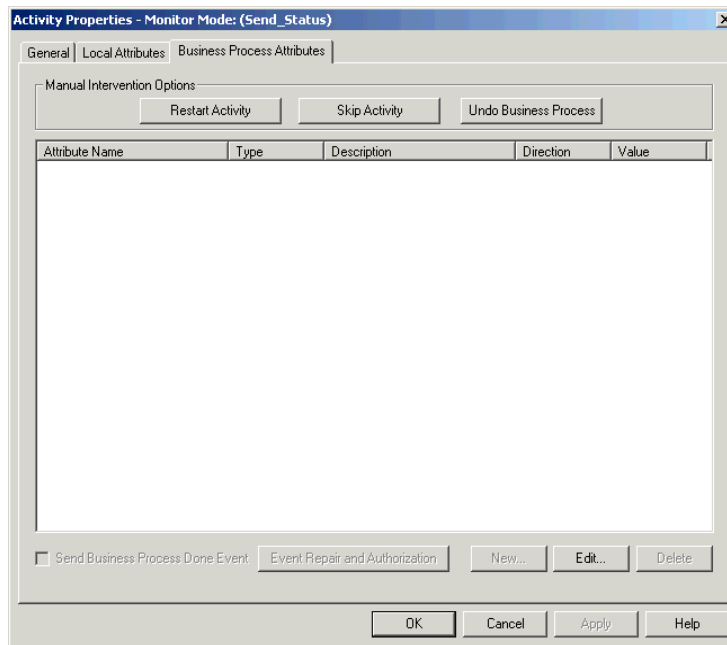 Activity Properties - Monitor Mode: (Send_Status)
General Local Attributes Business Process Attributes
Manual Intervention Options
Restart Activity Skip Activity Undo Business Process
Attribute Name Type Description Direction Value
Send Business Process Done Event Event Repair and Authorization New... Edit... Delete
OK Cancel Apply Help